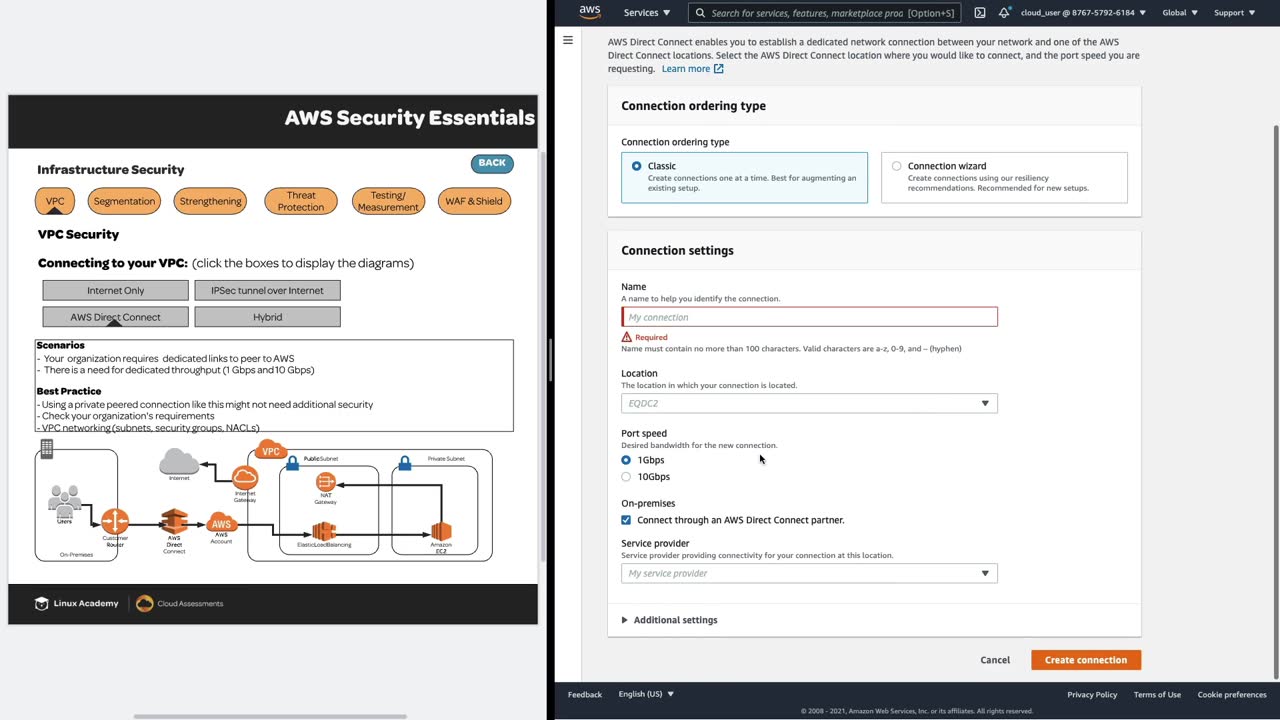 AWS Security Essentials
Infrastructure Security
BACK
VPC
Segmentation
Strengthening
Threat
Protection
Testing/
Measurement
WAF & Shield
VPC Security
Connecting to your VPC: (click the boxes to display the diagrams)
Internet Only
IPSec tunnel over Internet
AWS Direct Connect
Hybrid
Scenarios
- Your organization requires dedicated links to peer to AWS
- There is a need for dedicated throughput (1 Gbps and 10 Gbps)
Best Practice
- Using a private peered connection like this might not need additional security
- Check your organization's requirements
- VPC networking (subnets, security groups, NACLs)
VPC
Public Subnet
Private Subnet
Internet
Internet
Gateway
NAT
Gateway
Users
Customer
Router
AWS
Direct
Connect
AWS
AWS
Account
ElasticLoadBalancing
Amazon
EC2
On-Premises
Linux Academy
Cloud Assessments
aws
Services
Search for services, features, marketplace proa [Option+S]
cloud_user @ 8767-5792-6184
Global
Support
AWS Direct Connect enables you to establish a dedicated network connection between your network and one of the AWS
Direct Connect locations. Select the AWS Direct Connect location where you would like to connect, and the port speed you are
requesting. Learn more
Connection ordering type
Connection ordering type
Classic
Create connections one at a time. Best for augmenting an
existing setup.
Connection wizard
Create connections using our resiliency
recommendations. Recommended for new setups.
Connection settings
Name
A name to help you identify the connection.
My connection
Required
Name must contain no more than 100 characters. Valid characters are a-z, 0-9, and – (hyphen)
Location
The location in which your connection is located.
EQDC2
Port speed
Desired bandwidth for the new connection.
1Gbps
10Gbps
On-premises
Connect through an AWS Direct Connect partner.
Service provider
Service provider providing connectivity for your connection at this location.
My service provider
Additional settings
Cancel
Create connection
Feedback
English (US)
Privacy Policy
Terms of Use
Cookie preferences
© 2008 - 2021, Amazon Web Services, Inc. or its affiliates. All rights reserved.